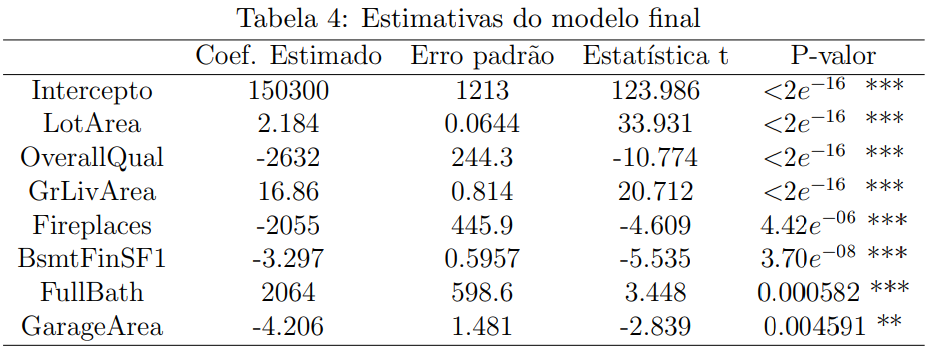 Tabela 4: Estimativas do modelo final
Coef. Estimado Erro padrão Estatística t P-valor
Intercepto 150300 1213 123.986 <2e⁻¹⁶ ***
LotArea 2.184 0.0644 33.931 <2e⁻¹⁶ ***
OverallQual -2632 244.3 -10.774 <2e⁻¹⁶ ***
GrLivArea 16.86 0.814 20.712 <2e⁻¹⁶ ***
Fireplaces -2055 445.9 -4.609 4.42e⁻⁰⁶ ***
BsmtFinSF1 -3.297 0.5957 -5.535 3.70e⁻⁰⁸ ***
FullBath 2064 598.6 3.448 0.000582 ***
GarageArea -4.206 1.481 -2.839 0.004591 **